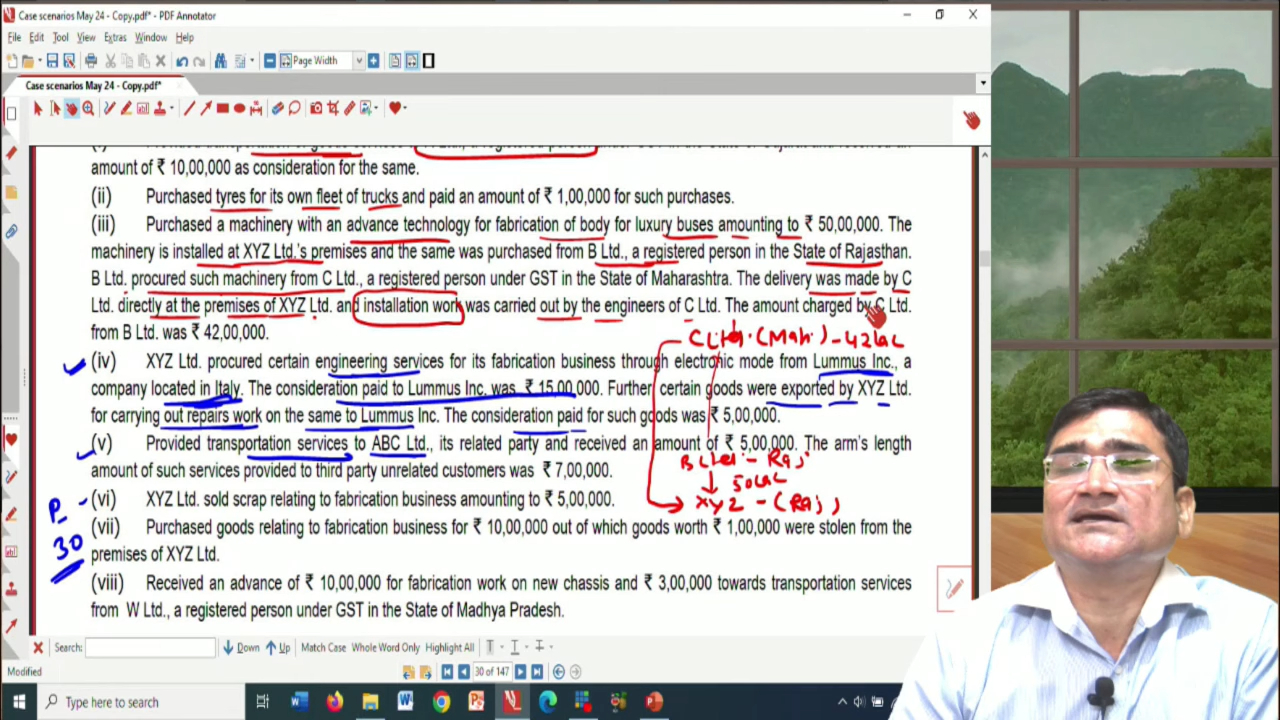 Case scenarios May 24 - Copy.pdf* - PDF Annotator
File Edit Tool View Extras Window Help
Page Width
Case scenarios May 24 - Copy.pdf*
amount of ₹ 10,00,000 as consideration for the same.
(ii) Purchased tyres for its own fleet of trucks and paid an amount of ₹ 1,00,000 for such purchases.
(iii) Purchased a machinery with an advance technology for fabrication of body for luxury buses amounting to ₹ 50,00,000. The
machinery is installed at XYZ Ltd.'s premises and the same was purchased from B Ltd., a registered person in the State of Rajasthan.
B Ltd. procured such machinery from C Ltd., a registered person under GST in the State of Maharashtra. The delivery was made by C
Ltd. directly at the premises of XYZ Ltd. and installation work was carried out by the engineers of C Ltd. The amount charged by C Ltd.
from B Ltd. was ₹ 42,00,000.
C Ltd. (Mah.) - 42 Lac
(iv) XYZ Ltd. procured certain engineering services for its fabrication business through electronic mode from Lummus Inc., a
company located in Italy. The consideration paid to Lummus Inc. was ₹ 15,00,000. Further certain goods were exported by XYZ Ltd.
for carrying out repairs work on the same to Lummus Inc. The consideration paid for such goods was ₹ 5,00,000.
(v) Provided transportation services to ABC Ltd., its related party and received an amount of ₹ 5,00,000. The arm's length
B Ltd. - Raj
amount of such services provided to third party unrelated customers was ₹ 7,00,000.
50 Lac
P- 30
(vi) XYZ Ltd. sold scrap relating to fabrication business amounting to ₹ 5,00,000.
XYZ - (Raj)
(vii) Purchased goods relating to fabrication business for ₹ 10,00,000 out of which goods worth ₹ 1,00,000 were stolen from the
premises of XYZ Ltd.
(viii) Received an advance of ₹ 10,00,000 for fabrication work on new chassis and ₹ 3,00,000 towards transportation services
from W Ltd., a registered person under GST in the State of Madhya Pradesh.
Search: Down Up Match Case Whole Word Only Highlight All
Modified 30 of 147
Type here to search